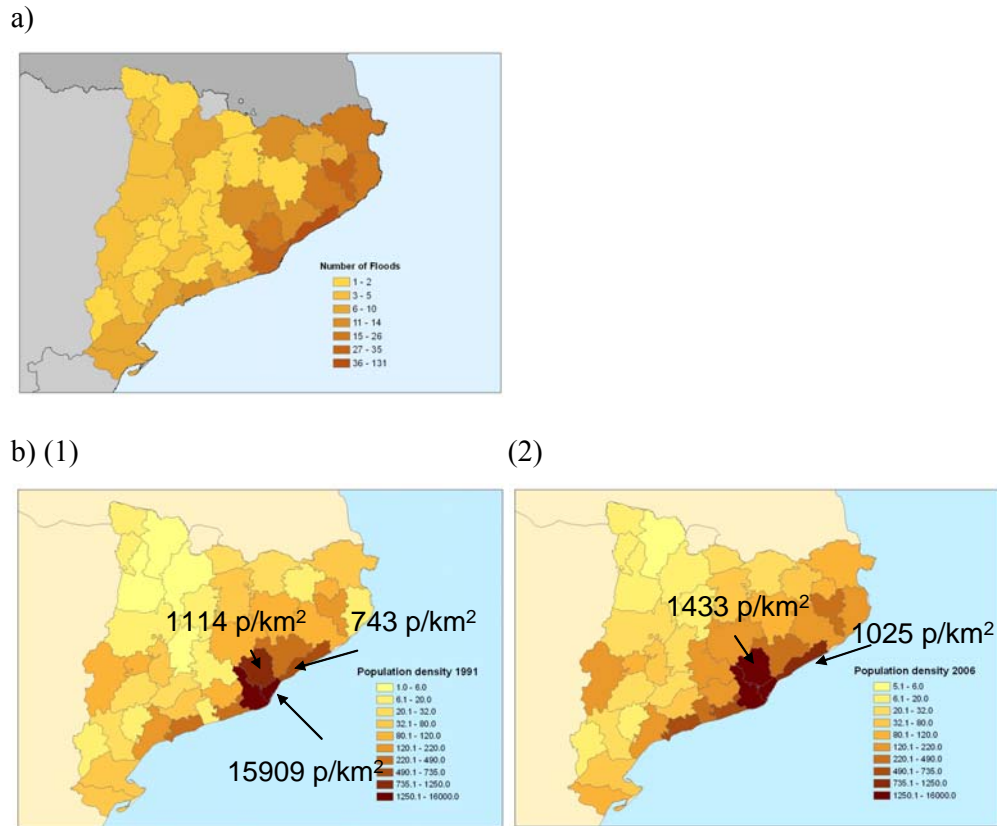 a)
Number of Floods
1 - 2
3 - 5
6 - 10
11 - 14
15 - 26
27 - 35
36 - 131
b) (1)
(2)
1114 p/km²
743 p/km²
15909 p/km²
Population density 1991
1.0 - 6.0
6.1 - 20.0
20.1 - 32.0
32.1 - 80.0
80.1 - 120.0
120.1 - 220.0
220.1 - 490.0
490.1 - 735.0
735.1 - 1250.0
1250.1 - 16000.0
1433 p/km²
1025 p/km²
Population density 2006
5.1 - 6.0
6.1 - 20.0
20.1 - 32.0
32.1 - 80.0
80.1 - 120.0
120.1 - 220.0
220.1 - 490.0
490.1 - 735.0
735.1 - 1250.0
1250.1 - 16000.0